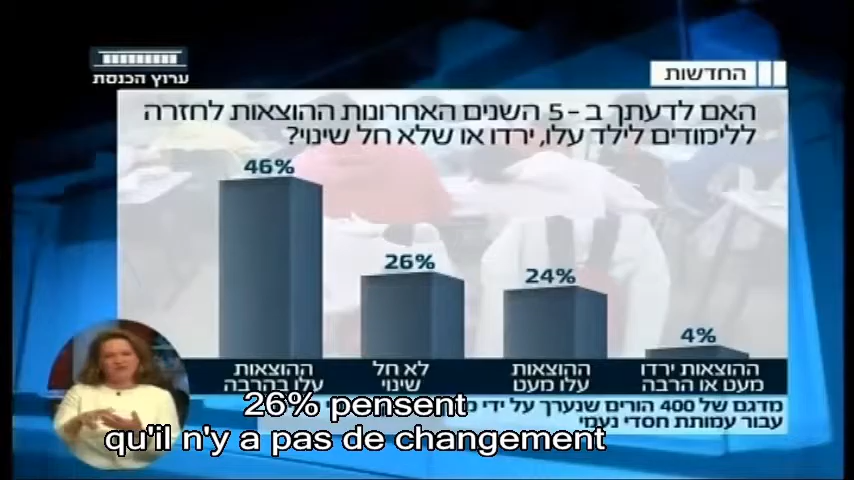 ערוץ הכנסת
החדשות
האם לדעתך ב-5 השנים האחרונות ההוצאות לחזרה
ללימודים לילד עלו, ירדו או שלא חל שינוי?
46%
26%
24%
4%
ההוצאות
עלו בהרבה
לא חל
שינוי
ההוצאות
עלו מעט
ההוצאות ירדו
מעט או הרבה
מדגם של 400 הורים שנערך על ידי
עבור עמותת חסדי נעמי
26% pensent
qu'il n'y a pas de changement